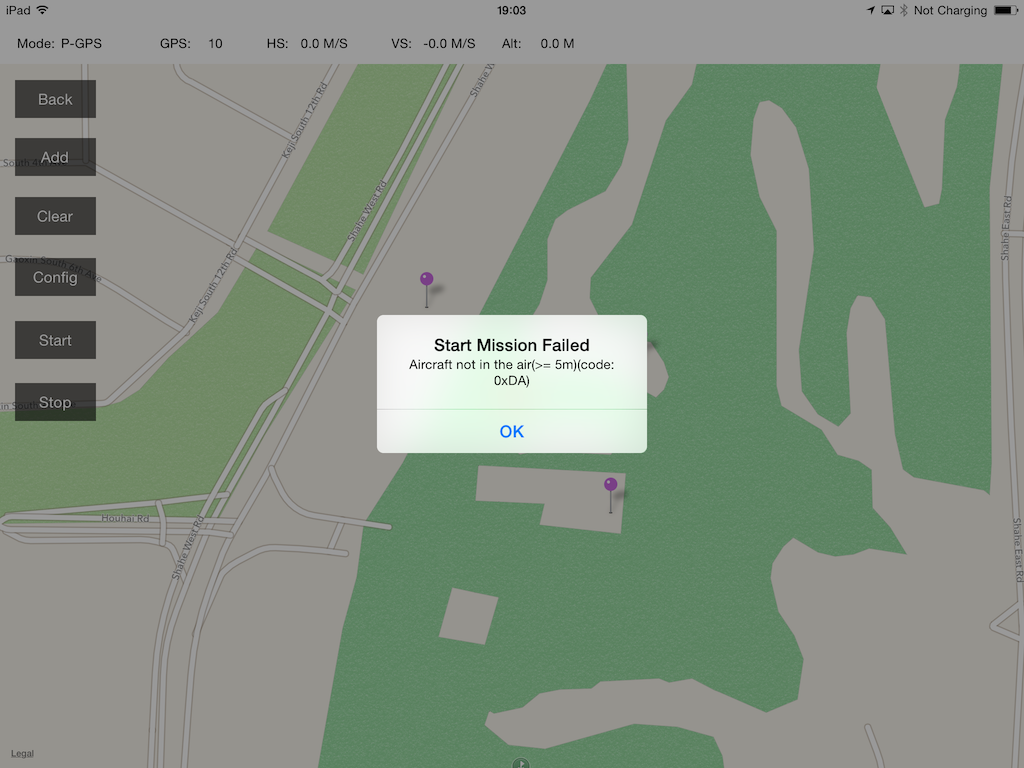 iPad 19:03 Not Charging
Mode: P-GPS GPS: 10 HS: 0.0 M/S VS: -0.0 M/S Alt: 0.0 M
Back
Add
Clear
Config
Start
Stop
Keji South 12th Rd
Shahe W
Shahe West Rd
Shahe East Rd
South 4th Rd
Gaoxin South 6th Ave
Keji South 12th Rd
Start Mission Failed
Aircraft not in the air(>= 5m)(code:
0xDA)
OK
Houhai Rd
Shahe West Rd
Shahe East Rd
Legal